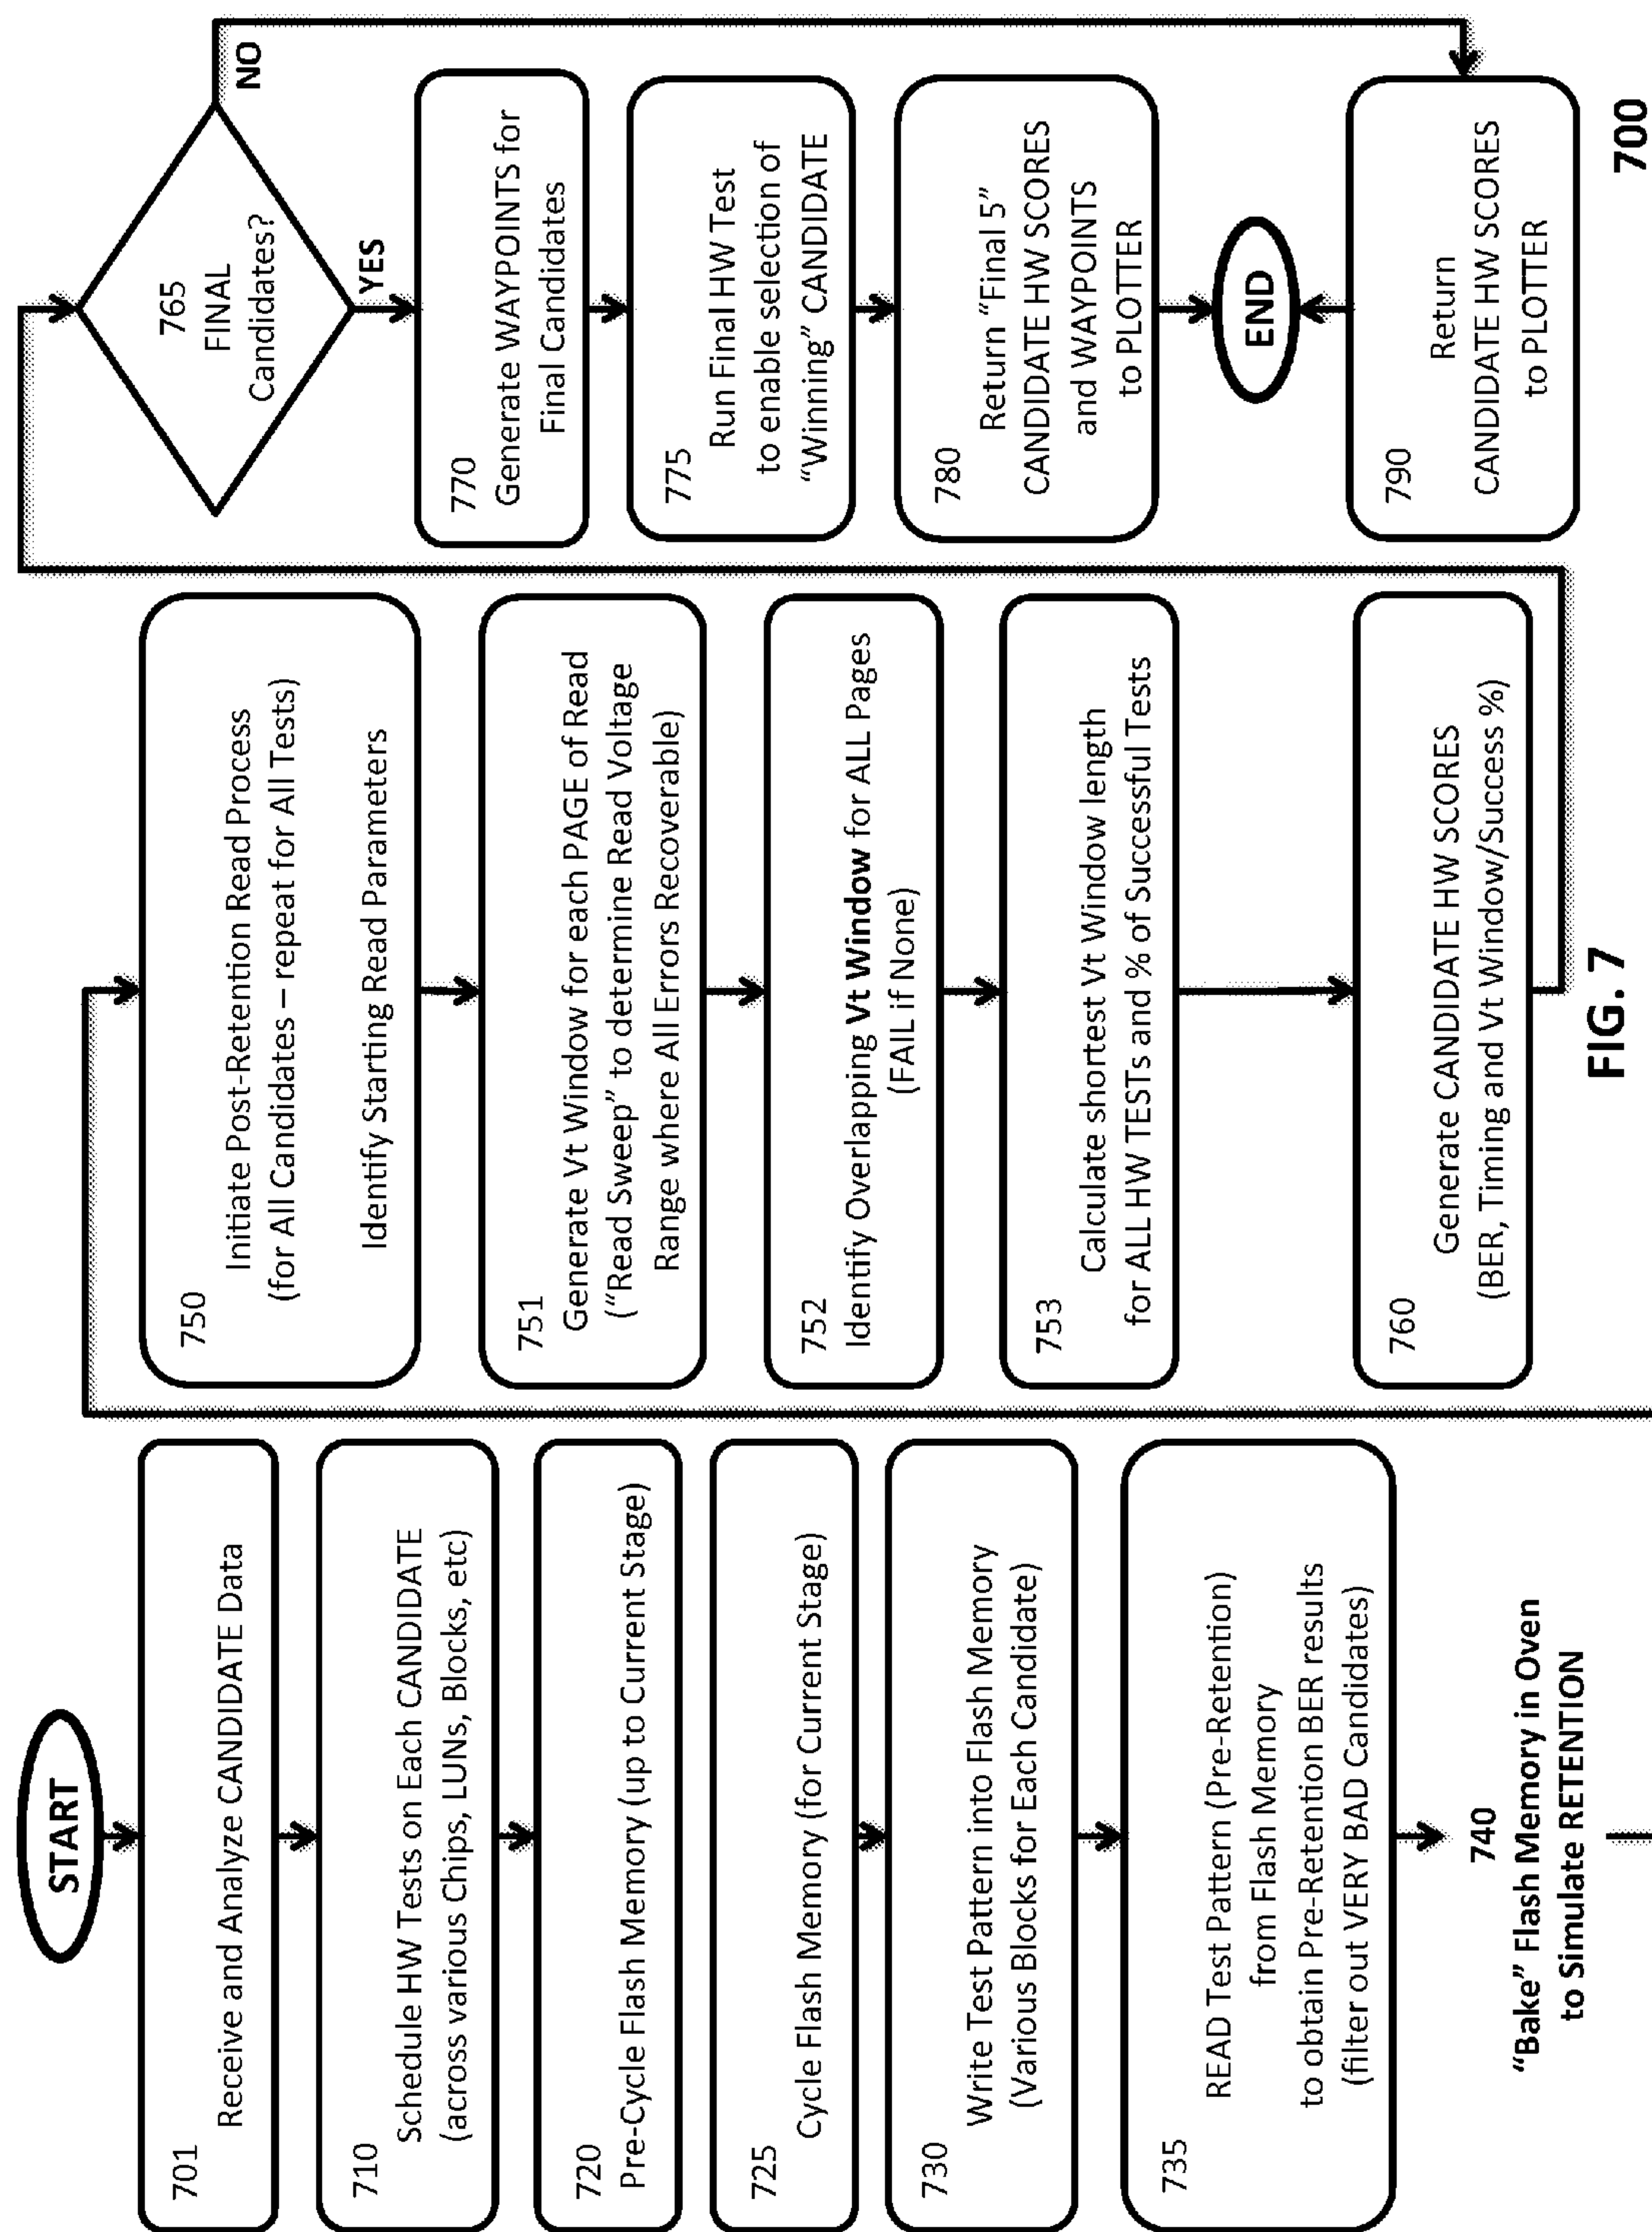 START
701
Receive and Analyze CANDIDATE Data
710
Schedule HW Tests on Each CANDIDATE
(across various Chips, LUNs, Blocks, etc)
720
Pre-Cycle Flash Memory (up to Current Stage)
725
Cycle Flash Memory (for Current Stage)
730
Write Test Pattern into Flash Memory
(Various Blocks for Each Candidate)
735
READ Test Pattern (Pre-Retention)
from Flash Memory
to obtain Pre-Retention BER results
(filter out VERY BAD Candidates)
740
“Bake” Flash Memory in Oven
to Simulate RETENTION
750
Initiate Post-Retention Read Process
(for All Candidates – repeat for All Tests)
Identify Starting Read Parameters
751
Generate Vt Window for each PAGE of Read
(“Read Sweep” to determine Read Voltage
Range where All Errors Recoverable)
752
Identify Overlapping Vt Window for ALL Pages
(FAIL if None)
753
Calculate shortest Vt Window length
for ALL HW TESTs and % of Successful Tests
760
Generate CANDIDATE HW SCORES
(BER, Timing and Vt Window/Success %)
765
FINAL
Candidates?
NO
YES
770
Generate WAYPOINTS for
Final Candidates
775
Run Final HW Test
to enable selection of
“Winning” CANDIDATE
780
Return “Final 5”
CANDIDATE HW SCORES
and WAYPOINTS
to PLOTTER
END
790
Return
CANDIDATE HW SCORES
to PLOTTER
700
FIG. 7